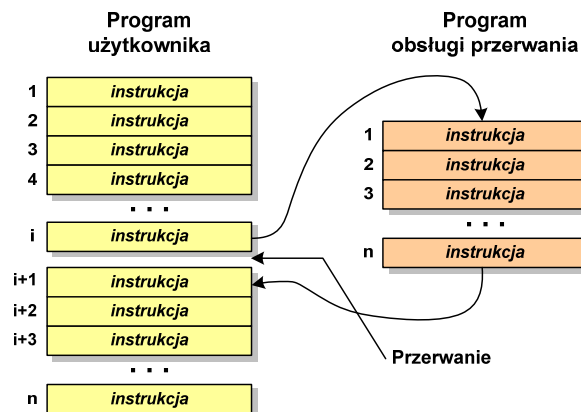 Program
użytkownika
1 instrukcja
2 instrukcja
3 instrukcja
4 instrukcja
. . .
i instrukcja
i+1 instrukcja
i+2 instrukcja
i+3 instrukcja
. . .
n instrukcja
Program
obsługi przerwania
1 instrukcja
2 instrukcja
3 instrukcja
. . .
n instrukcja
Przerwanie